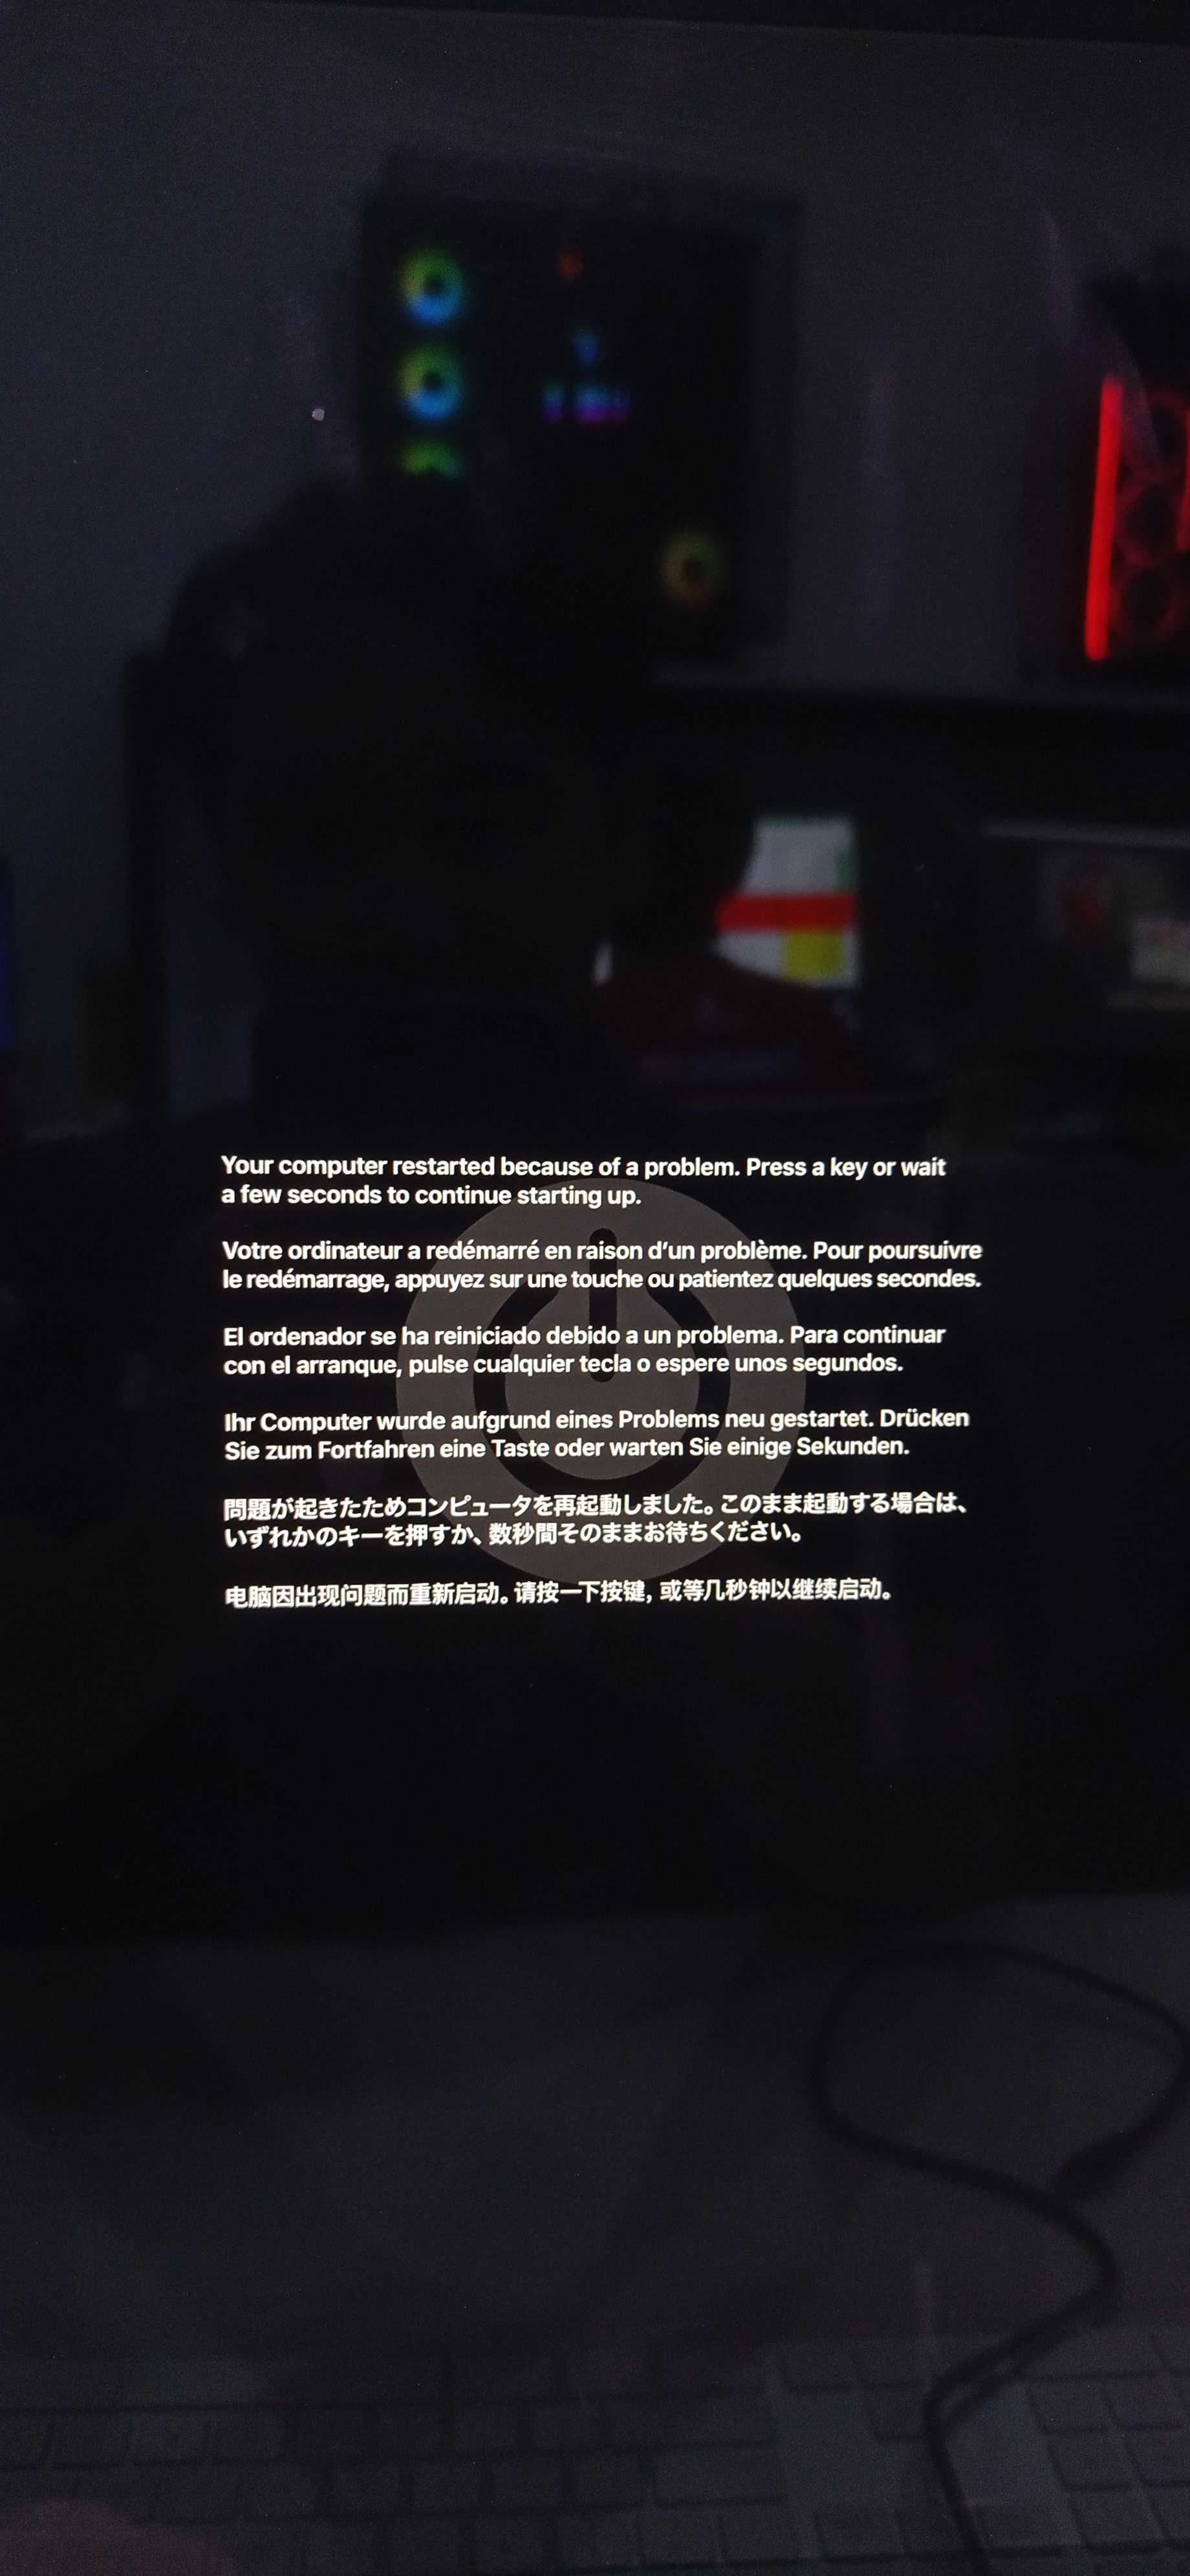 Your computer restarted because of a problem. Press a key or wait
a few seconds to continue starting up.
Votre ordinateur a redémarré en raison d'un problème. Pour poursuivre
le redémarrage, appuyez sur une touche ou patientez quelques secondes.
El ordenador se ha reiniciado debido a un problema. Para continuar
con el arranque, pulse cualquier tecla o espere unos segundos.
Ihr Computer wurde aufgrund eines Problems neu gestartet. Drücken
Sie zum Fortfahren eine Taste oder warten Sie einige Sekunden.
問題が起きたためコンピュータを再起動しました。このまま起動する場合は、
いずれかのキーを押すか、数秒間そのままお待ちください。
电脑因出现问题而重新启动。请按一下按键，或等几秒钟以继续启动。